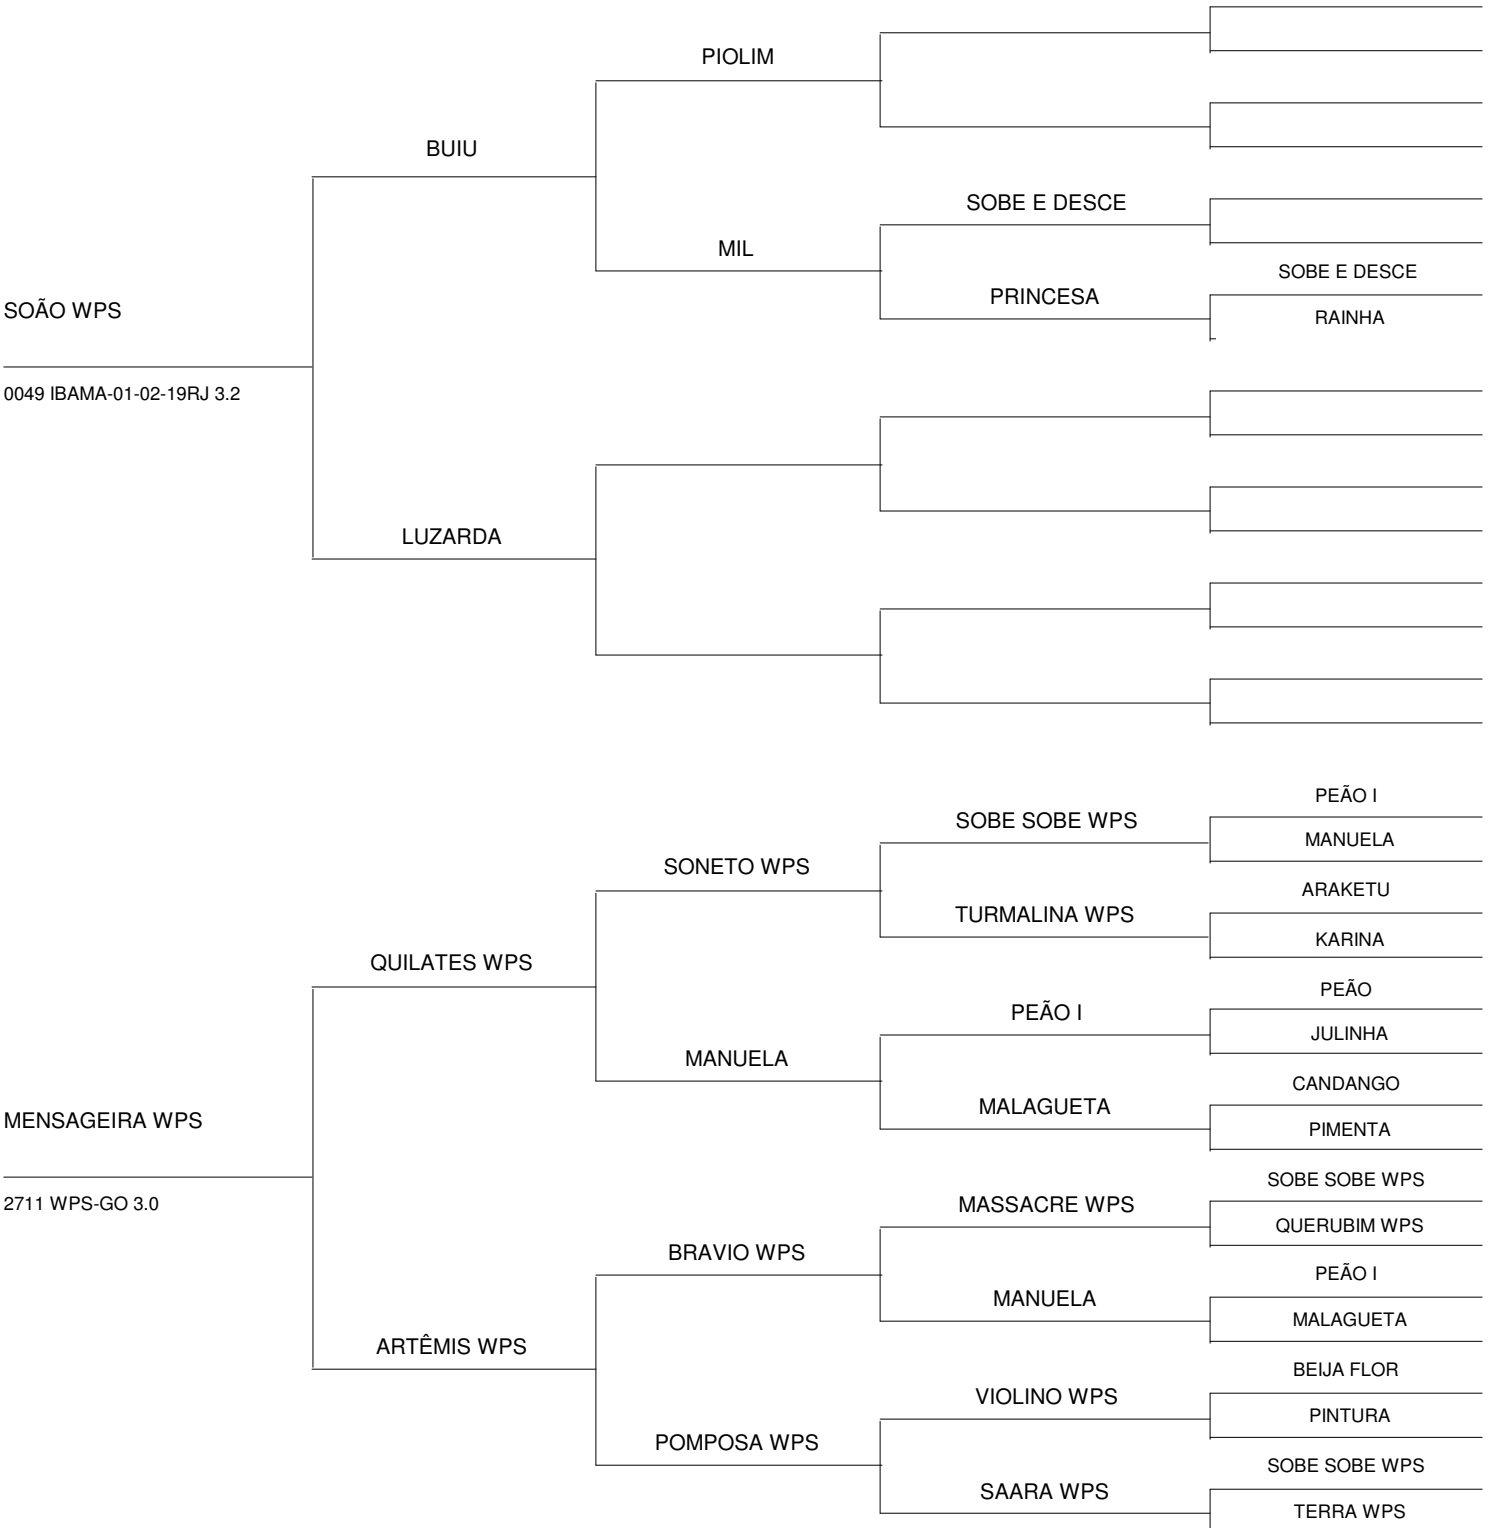 PIOLIM
BUIU
SOBE E DESCE
MIL
SOBE E DESCE
PRINCESA
SOÃO WPS
RAINHA
0049 IBAMA-01-02-19RJ 3.2
LUZARDA
PEÃO I
SOBE SOBE WPS
MANUELA
SONETO WPS
ARAKETU
TURMALINA WPS
KARINA
QUILATES WPS
PEÃO
PEÃO I
JULINHA
MANUELA
CANDANGO
MALAGUETA
MENSAGEIRA WPS
PIMENTA
SOBE SOBE WPS
2711 WPS-GO 3.0
MASSACRE WPS
QUERUBIM WPS
BRAVIO WPS
PEÃO I
MANUELA
MALAGUETA
ARTÊMIS WPS
BEIJA FLOR
VIOLINO WPS
PINTURA
POMPOSA WPS
SOBE SOBE WPS
SAARA WPS
TERRA WPS